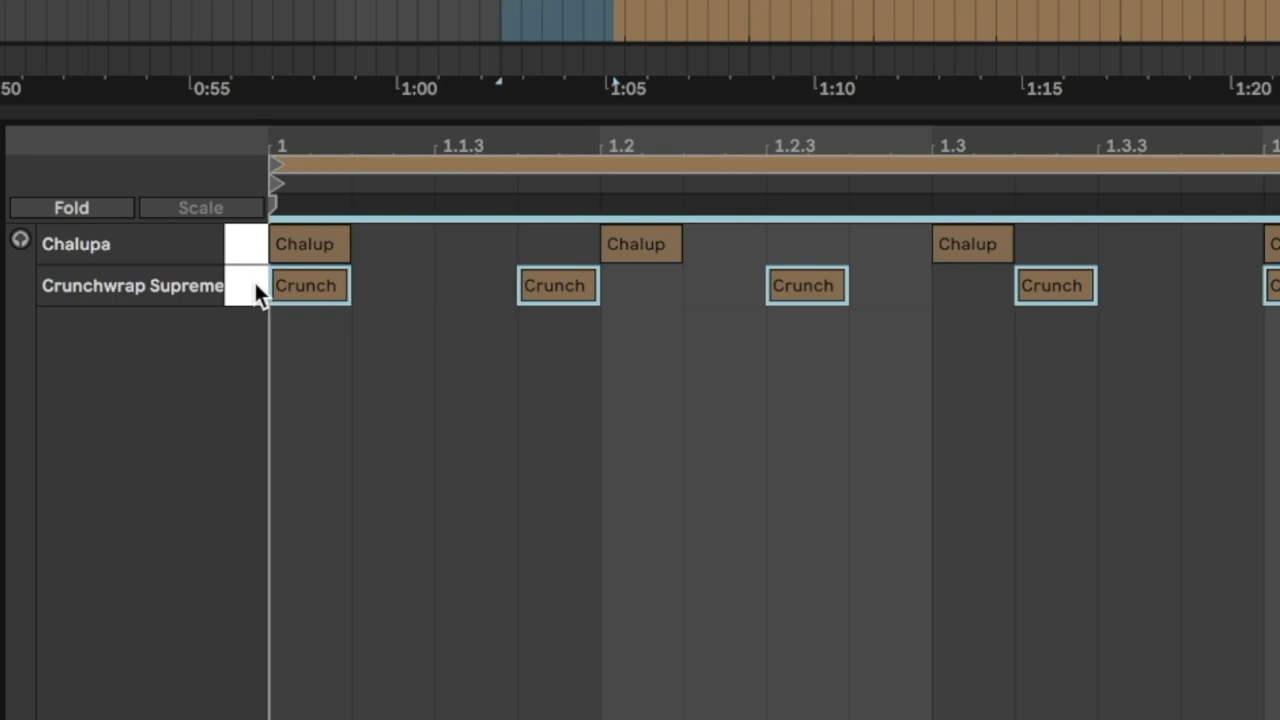 50 0:55 1:00 1:05 1:10 1:15 1:20
1 1.1.3 1.2 1.2.3 1.3 1.3.3 1
Fold Scale
Chalupa Chalup Chalup Chalup C
Crunchwrap Supreme Crunch Crunch Crunch Crunch C